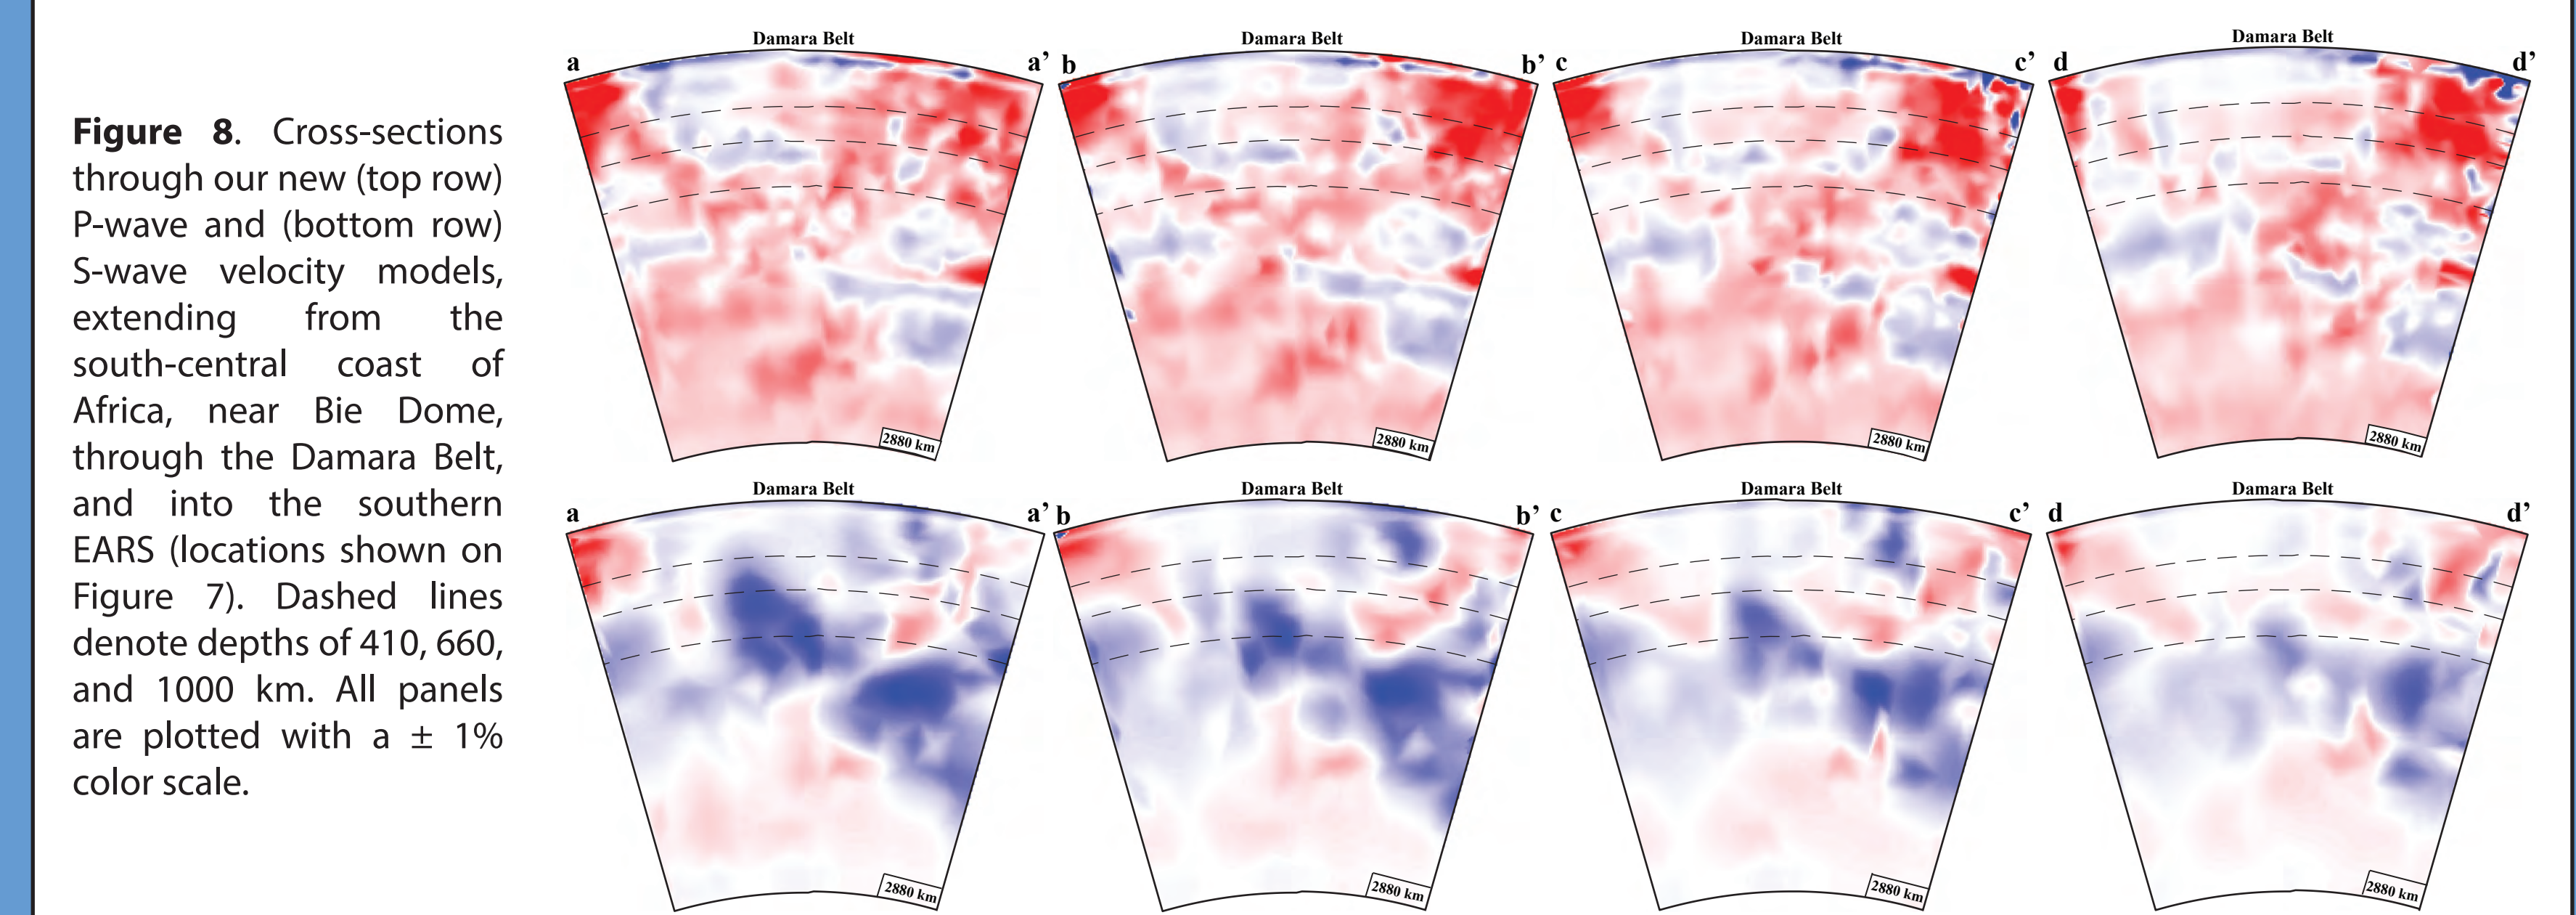 Figure 8. Cross-sections
through our new (top row)
P-wave and (bottom row)
S-wave velocity models,
extending from the
south-central coast of
Africa, near Bie Dome,
through the Damara Belt,
and into the southern
EARS (locations shown on
Figure 7). Dashed lines
denote depths of 410, 660,
and 1000 km. All panels
are plotted with a ± 1%
color scale.
Damara Belt
a a’
2880 km
Damara Belt
b b’
2880 km
Damara Belt
c c’
2880 km
Damara Belt
d d’
2880 km
Damara Belt
a a’
2880 km
Damara Belt
b b’
2880 km
Damara Belt
c c’
2880 km
Damara Belt
d d’
2880 km